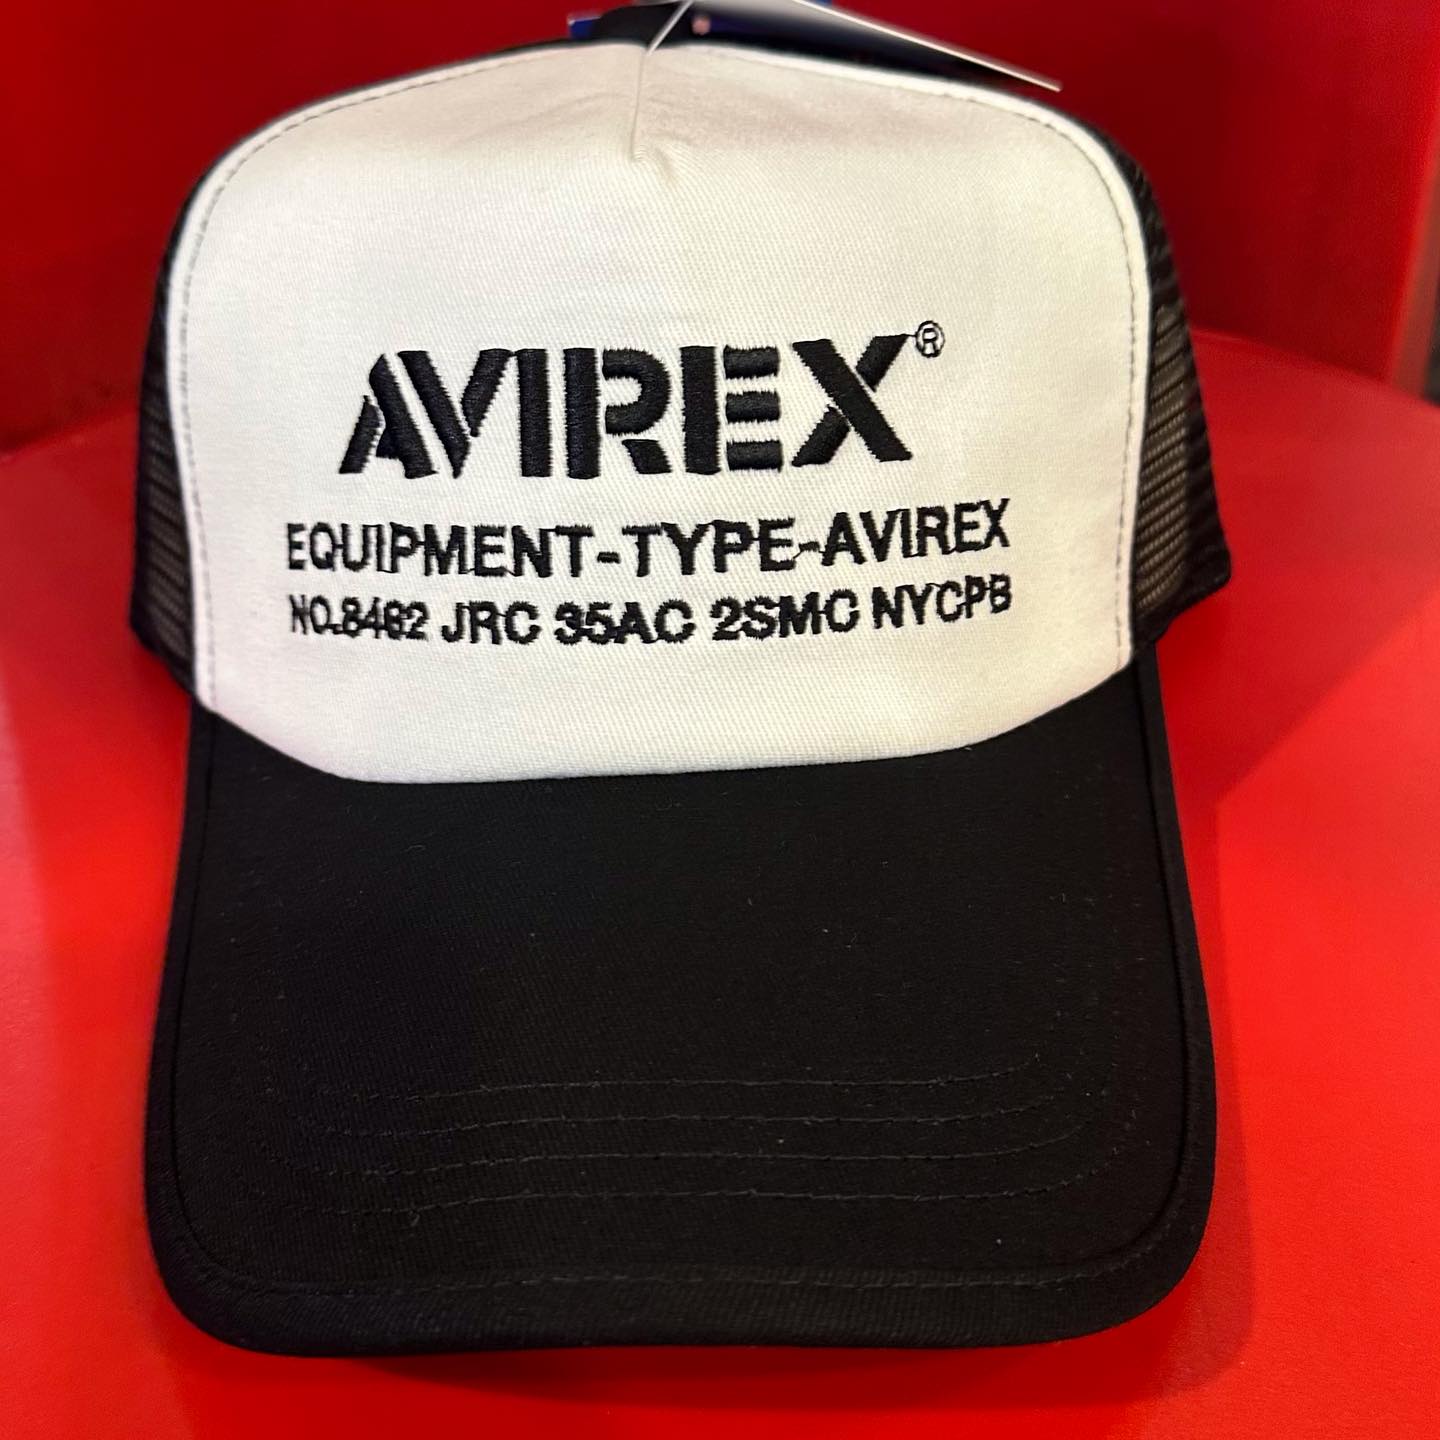 AVIREX®
EQUIPMENT-TYPE-AVIREX
NO.8462 JRC 35AC 2SMC NYCPB